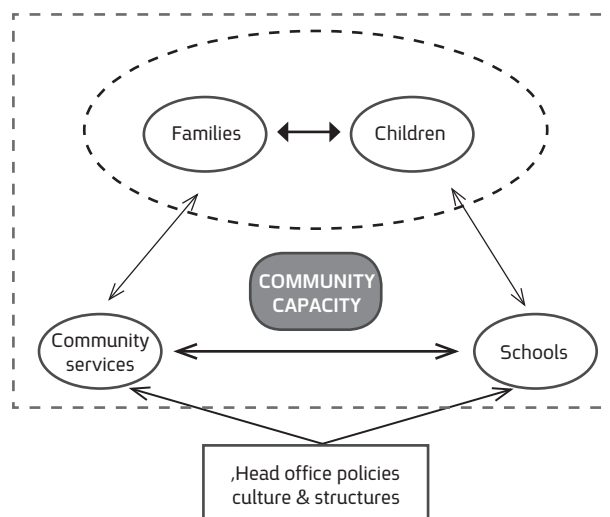 Families
Children
COMMUNITY
CAPACITY
Community
services
Schools
,Head office policies
culture & structures